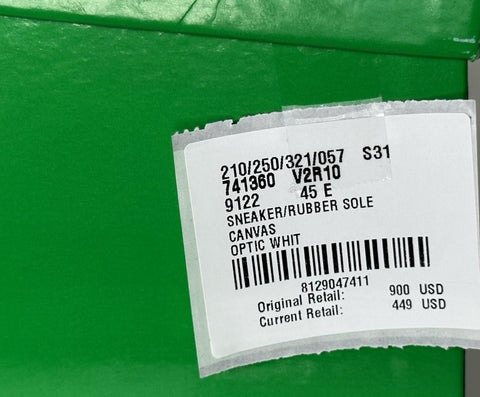 210/250/321/057 S31
741360 V2R10
9122 45 E
SNEAKER/RUBBER SOLE
CANVAS
OPTIC WHIT
8129047411
Original Retail: 900 USD
Current Retail: 449 USD